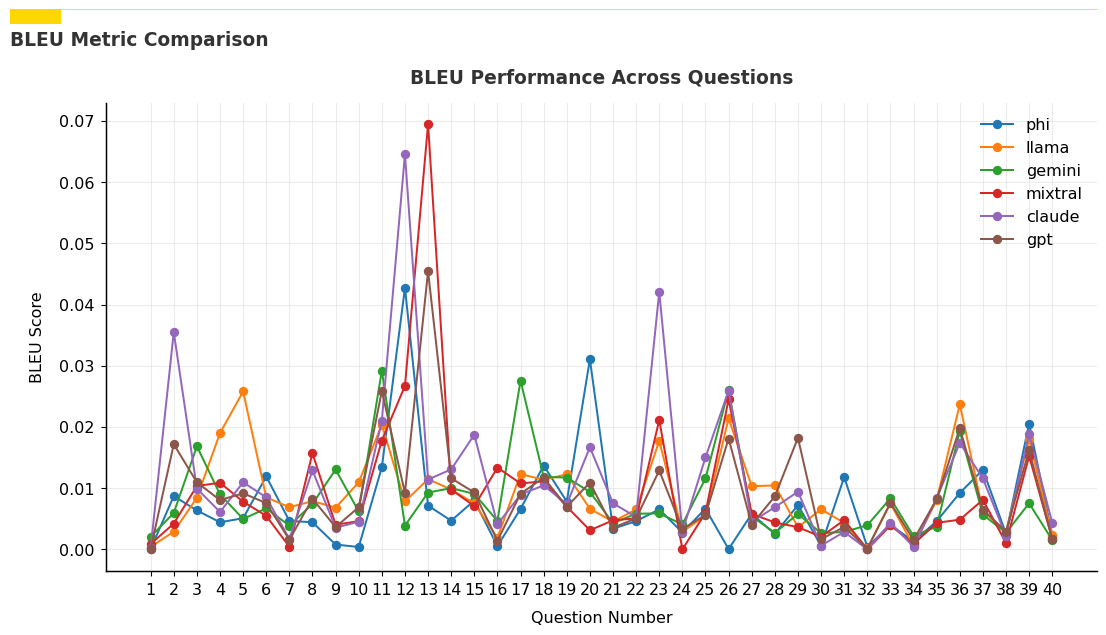 BLEU Metric Comparison
BLEU Performance Across Questions
0.07
0.06
0.05
0.04
0.03
0.02
0.01
0.00
BLEU Score
phi
llama
gemini
mixtral
claude
gpt
1 2 3 4 5 6 7 8 9 10 11 12 13 14 15 16 17 18 19 20 21 22 23 24 25 26 27 28 29 30 31 32 33 34 35 36 37 38 39 40
Question Number